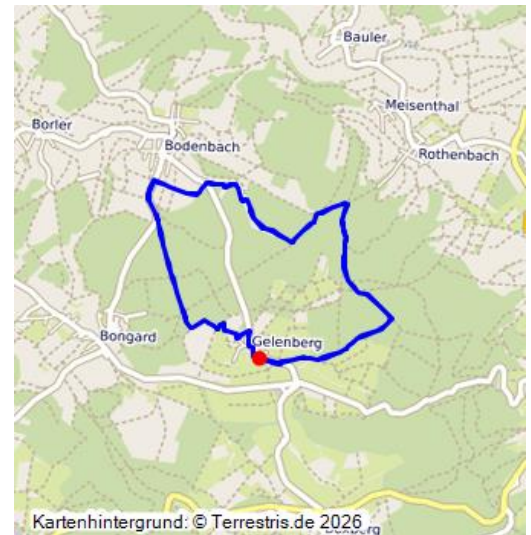 Bauler
Meisenthal
Borler
Bodenbach
Rothenbach
Bongard
Gelenberg
Kartenhintergrund: © Terrestris.de 2026